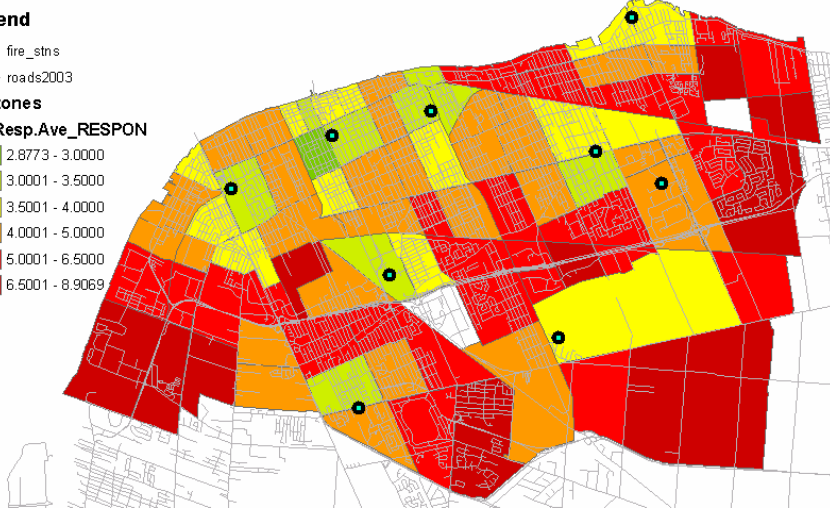 end
fire_stns
roads2003
ones
Resp.Ave_RESPON
2.8773 - 3.0000
3.0001 - 3.5000
3.5001 - 4.0000
4.0001 - 5.0000
5.0001 - 6.5000
6.5001 - 8.9069